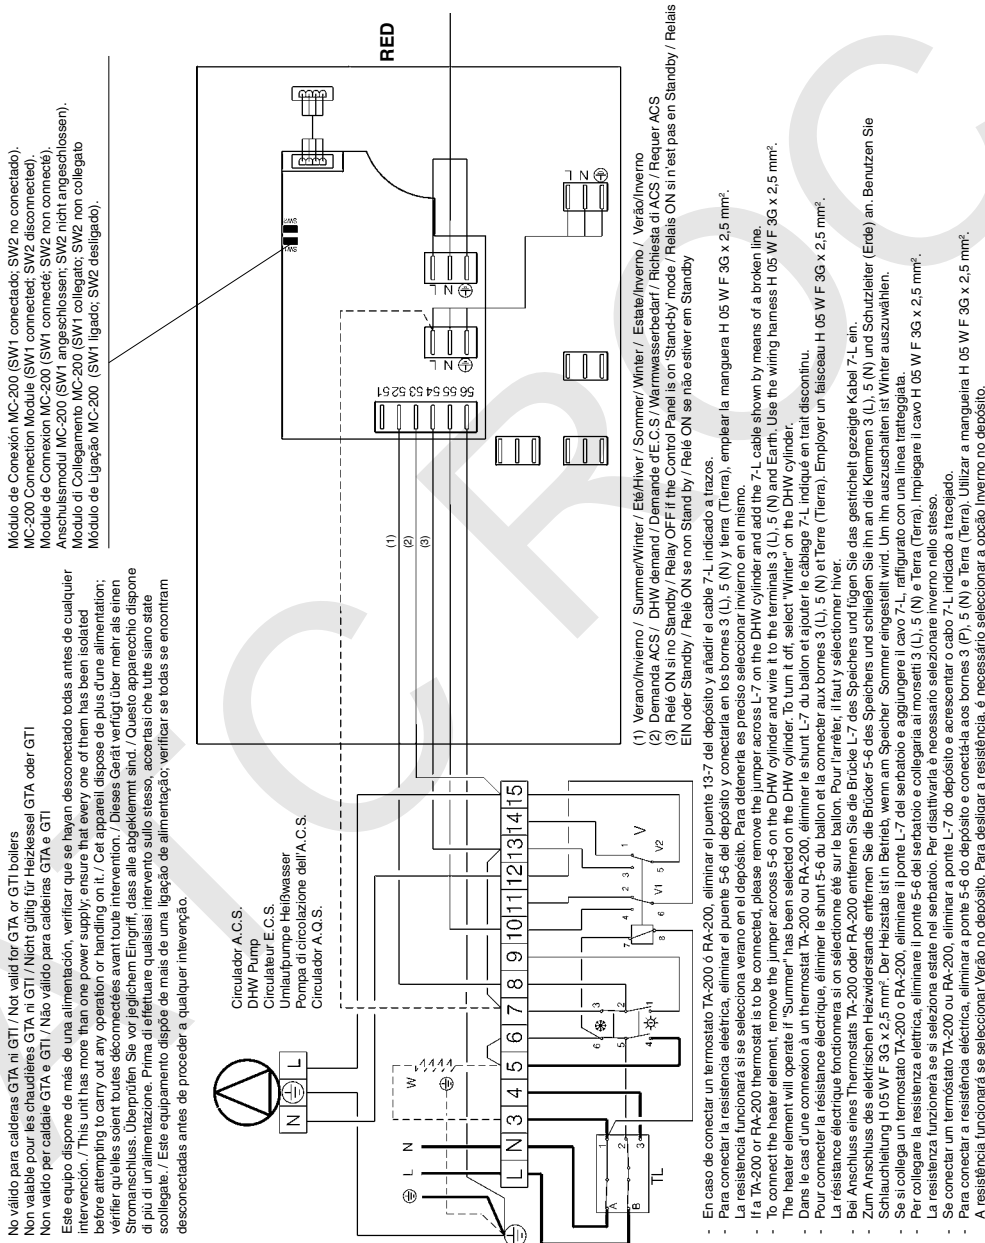 No válido para calderas GTA ni GTI / Not valid for GTA or GTI boilers
Non valable pour les chaudières GTA ni GTI / Nicht gültig für Heizkessel GTA oder GTI
Non valido per caldaie GTA e GTI / Não válido para caldeiras GTA e GTI
Este equipo dispone de más de una alimentación, verificar que se hayan desconectado todas antes de cualquier
intervención. / This unit has more than one power supply; ensure that every one of them has been isolated
before attempting to carry out any operation or handing on it. / Cet appareil dispose de plus d'une alimentation;
vérifier qu'elles soient toutes déconnectées avant toute intervention. / Dieses Gerät verfügt über mehr als einen
Stromanschluss. Überprüfen Sie vor jeglichem Eingriff, dass alle abgeklemmt sind. / Questo apparecchio dispone
di più di un'alimentazione. Prima di effettuare qualsiasi intervento sullo stesso, accertasi che tutte siano state
scollegate. / Este equipamento dispõe de mais de uma ligação de alimentação; verificar se todas se encontram
desconectadas antes de proceder a qualquer intevenção.
Módulo de Conexión MC-200 (SW1 conectado; SW2 no conectado).
MC-200 Connection Module (SW1 connected; SW2 disconnected).
Module de Connexion MC-200 (SW1 connecté; SW2 non connecté).
Anschulssmodul MC-200 (SW1 angeschlossen; SW2 nicht angeschlossen).
Modulo di Collegamento MC-200 (SW1 collegato; SW2 non collegato
Módulo de Ligação MC-200 (SW1 ligado; SW2 desligado).
Circulador A.C.S.
DHW Pump
Circulateur E.C.S.
Umlaufpumpe Heißwasser
Pompa di circolazione dell'A.C.S.
Circulador A.Q.S.
N L
RED
SW1 SW2
L N
L N
L N
56 55 54 53 52 51
(1)
(2)
(3)
L N
L N 3 4 5 6 7 8 9 10 11 12 13 14 15
W
TL
A B
1 2 3
6 5 4
3 2 1
7 8
4 6
2 3 1 5
V1 V2
V
(1) Verano/Invierno / Summer/Winter / Eté/Hiver / Sommer/Winter / Estate/Inverno / Verão/Inverno
(2) Demanda ACS / DHW demand / Demande d'E.C.S / Warmwasserbedarf / Richiesta di ACS / Requer ACS
(3) Relé ON si no Standby / Relay OFF if the Control Panel is on 'Stand-by' mode / Relais ON si n'est pas en Standby / Relais
EIN oder Standby / Relè ON se non Stand by / Relé ON se não estiver em Standby
- En caso de conectar un termostato TA-200 ó RA-200, eliminar el puente 13-7 del depósito y añadir el cable 7-L indicado a trazos.
- Para conectar la resistencia eléctrica, eliminar el puente 5-6 del depósito y conectarla en los bornes 3 (L), 5 (N) y tierra (Tierra), emplear la manguera H 05 W F 3G x 2,5 mm².
La resistencia funcionará si se selecciona verano en el depósito. Para detenerla es preciso seleccionar invierno en el mismo.
- If a TA-200 or RA-200 thermostat is to be connected, please remove the jumper across L-7 on the DHW cylinder and add the 7-L cable shown by means of a broken line.
- To connect the heater element, remove the jumper acrooss 5-6 on the DHW cylinder and wire it to the terminals 3 (L), 5 (N) and Earth. Use the wiring harness H 05 W F 3G x 2,5 mm².
The heater element will operate if "Summer" has been selected on the DHW cylinder. To turn it off, select "Winter" on the DHW cylinder.
- Dans le cas d'une connexion à un thermostat TA-200 ou RA-200, éliminer le shunt L-7 du ballon et ajouter le câblage 7-L indiqué en trait discontinu.
- Pour connecter la résistance électrique, éliminer le shunt 5-6 du ballon et la connecter aux bornes 3 (L), 5 (N) et Terre (Tierra). Employer un faisceau H 05 W F 3G x 2,5 mm².
La résistance électrique fonctionnera si on sélectionne été sur le ballon. Pour l'arrêter, il faut y sélectionner hiver.
- Bei Anschluss eines Thermostats TA-200 oder RA-200 entfernen Sie die Brücke L-7 des Speichers und fügen Sie das gestrichelt gezeigte Kabel 7-L ein.
- Zum Anschluss des elektrischen Heizwiderstands entfernen Sie die Brücker 5-6 des Speichers und schließen Sie ihn an die Klemmen 3 (L), 5 (N) und Schutzleiter (Erde) an. Benutzen Sie
Schlauchleitung H 05 W F 3G x 2,5 mm². Der Heizstab ist in Betrieb, wenn am Speicher Sommer eingestellt wird. Um ihn auszuschalten ist Winter auszuwählen.
- Se si collega un termostato TA-200 o RA-200, eliminare il ponte L-7 del serbatoio e aggiungere il cavo 7-L, raffigurato con una linea tratteggiata.
- Per collegare la resistenza elettrica, eliminare il ponte 5-6 del serbatoio e collegaria ai morsetti 3 (L), 5 (N) e Terra (Terra). Impiegare il cavo H 05 W F 3G x 2,5 mm².
La resistenza funzionerà se si seleziona estate nel serbatoio. Per disattivarla è necessario selezionare inverno nello stesso.
- Se conectar um termóstato TA-200 ou RA-200, eliminar a ponte L-7 do depósito e acrescentar o cabo 7-L indicado a tracejado.
- Para conectar a resistência eléctrica, eliminar a ponte 5-6 do depósito e conectá-la aos bornes 3 (P), 5 (N) e Terra (Terra). Utilizar a mangueira H 05 W F 3G x 2,5 mm².
A resistência funcionará se seleccionar Verão no depósito. Para desligar a resistência, é necessário seleccionar a opção Inverno no depósito.